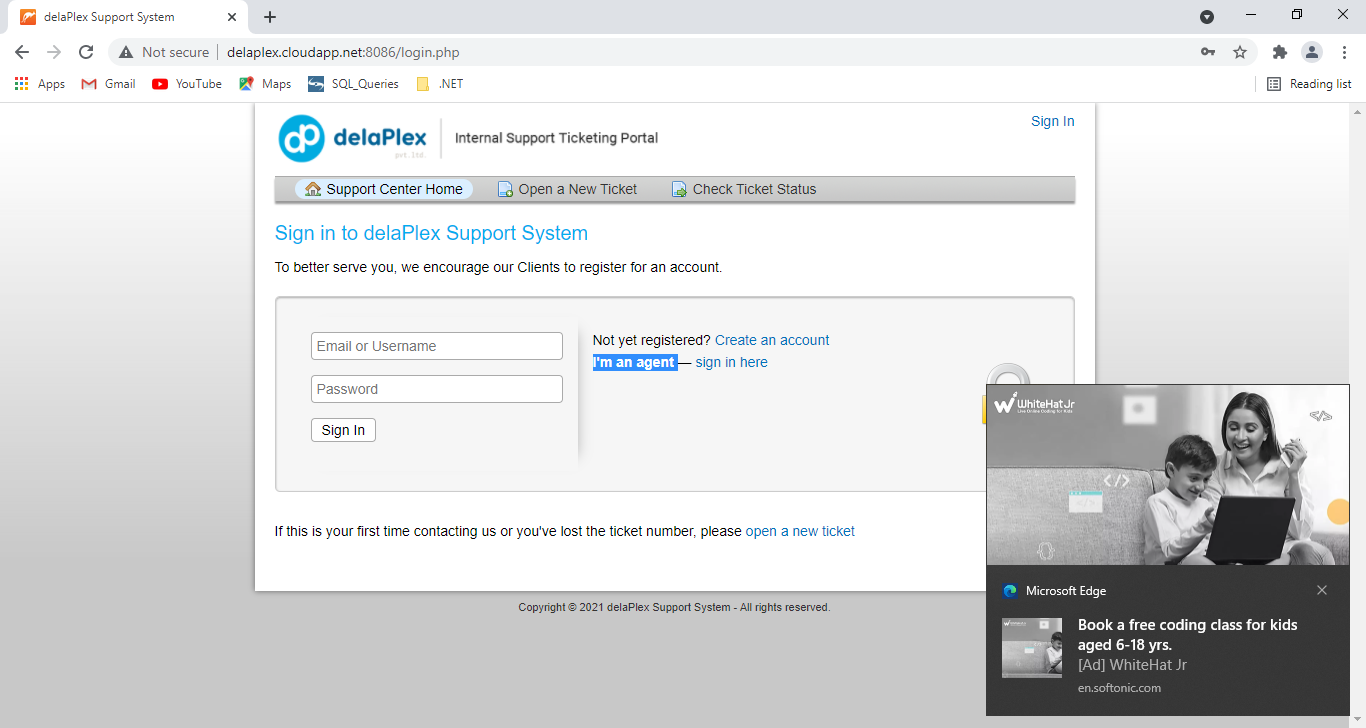 delaPlex Support System
Not secure
delaplex.cloudapp.net:8086/login.php
Apps
Gmail
YouTube
Maps
SQL_Queries
.NET
Reading list
dp delaPlex
pvt.ltd.
Internal Support Ticketing Portal
Sign In
Support Center Home
Open a New Ticket
Check Ticket Status
Sign in to delaPlex Support System
To better serve you, we encourage our Clients to register for an account.
Email or Username
Password
Sign In
Not yet registered? Create an account
I'm an agent — sign in here
If this is your first time contacting us or you've lost the ticket number, please open a new ticket
Copyright © 2021 delaPlex Support System - All rights reserved.
WhiteHat Jr
Live Online Coding for Kids
</>
</>
</>
Microsoft Edge
Book a free coding class for kids
aged 6-18 yrs.
[Ad] WhiteHat Jr
en.softonic.com